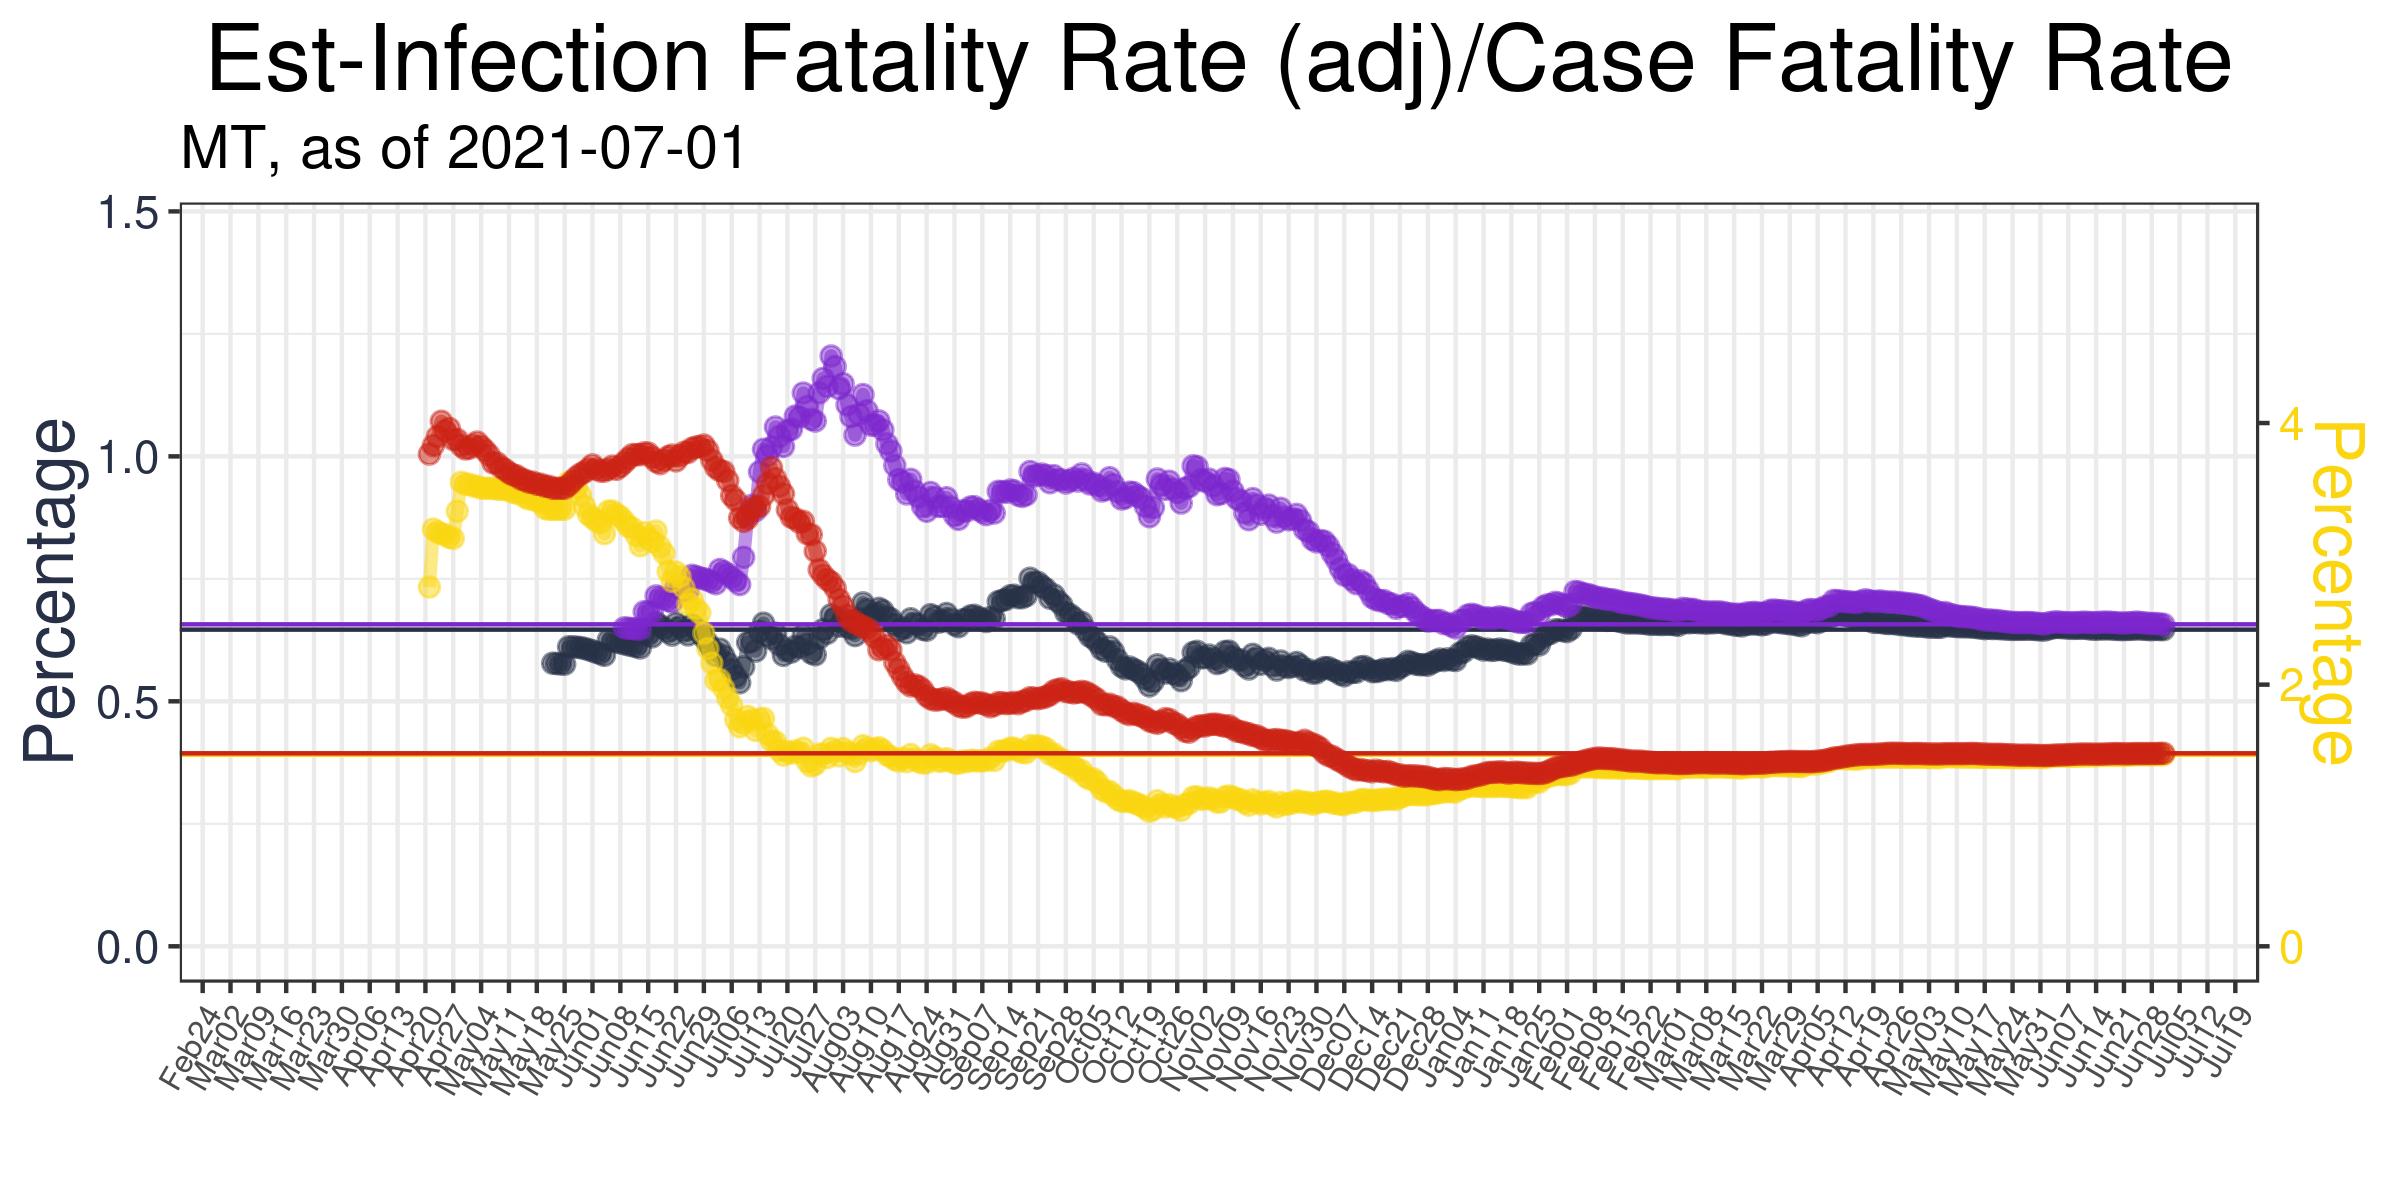 Est-Infection Fatality Rate (adj)/Case Fatality Rate
MT, as of 2021-07-01
Percentage
1.5
1.0
0.5
0.0
4
2
0
Percentage
Feb24
Mar02
Mar09
Mar16
Mar23
Mar30
Apr06
Apr13
Apr20
Apr27
May04
May11
May18
May25
Jun01
Jun08
Jun15
Jun22
Jun29
Jul06
Jul13
Jul20
Jul27
Aug03
Aug10
Aug17
Aug24
Aug31
Sep07
Sep14
Sep21
Sep28
Oct05
Oct12
Oct19
Oct26
Nov02
Nov09
Nov16
Nov23
Nov30
Dec07
Dec14
Dec21
Dec28
Jan04
Jan11
Jan18
Jan25
Feb01
Feb08
Feb15
Feb22
Mar01
Mar08
Mar15
Mar22
Mar29
Apr05
Apr12
Apr19
Apr26
May03
May10
May17
May24
May31
Jun07
Jun14
Jun21
Jun28
Jul05
Jul12
Jul19